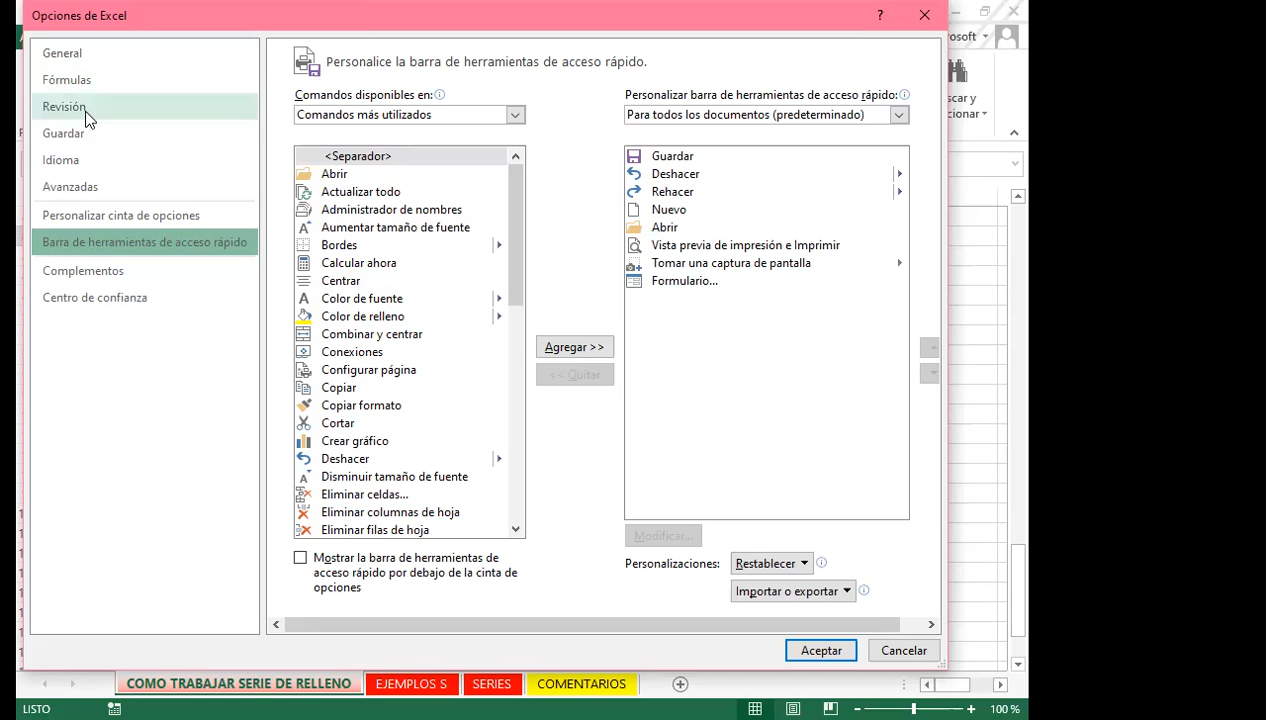 Opciones de Excel
?
General
Fórmulas
Revisión
Guardar
Idioma
Avanzadas
Personalizar cinta de opciones
Barra de herramientas de acceso rápido
Complementos
Centro de confianza
Personalice la barra de herramientas de acceso rápido.
Comandos disponibles en:
Comandos más utilizados
<Separador>
Abrir
Actualizar todo
Administrador de nombres
Aumentar tamaño de fuente
Bordes
Calcular ahora
Centrar
Color de fuente
Color de relleno
Combinar y centrar
Conexiones
Configurar página
Copiar
Copiar formato
Cortar
Crear gráfico
Deshacer
Disminuir tamaño de fuente
Eliminar celdas...
Eliminar columnas de hoja
Eliminar filas de hoja
Mostrar la barra de herramientas de
acceso rápido por debajo de la cinta de
opciones
Agregar >>
<< Quitar
Personalizar barra de herramientas de acceso rápido:
Para todos los documentos (predeterminado)
Guardar
Deshacer
Rehacer
Nuevo
Abrir
Vista previa de impresión e Imprimir
Tomar una captura de pantalla
Formulario...
Modificar...
Personalizaciones:
Restablecer
Importar o exportar
Aceptar
Cancelar
osoft
scar y
cionar
COMO TRABAJAR SERIE DE RELLENO
EJEMPLOS S
SERIES
COMENTARIOS
LISTO
100 %